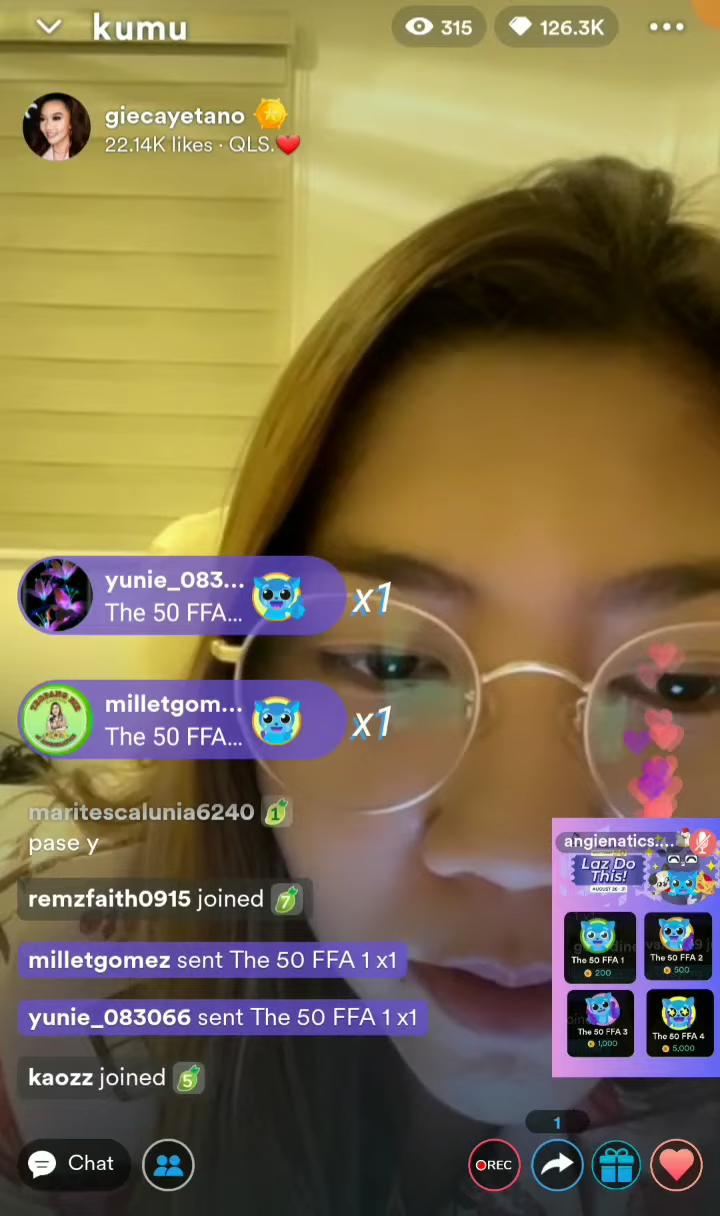 kumu
315
126.3K
giecayetano
22.14K likes · QLS.
yunie_083...
The 50 FFA...
x1
milletgom...
The 50 FFA...
x1
maritescalunia6240 1
pase y
remzfaith0915 joined 7
milletgomez sent The 50 FFA 1 x1
yunie_083066 sent The 50 FFA 1 x1
kaozz joined 5
angienatics....
Laz Do
This!
The 50 FFA 1
200
The 50 FFA 2
500
The 50 FFA 3
1,000
The 50 FFA 4
5,000
1
Chat
REC